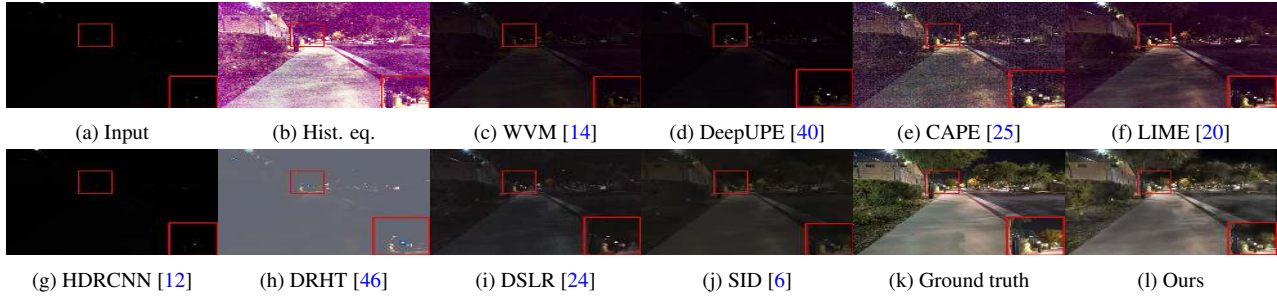 (a) Input (b) Hist. eq. (c) WVM [14] (d) DeepUPE [40] (e) CAPE [25] (f) LIME [20]
(g) HDRCNN [12] (h) DRHT [46] (i) DSLR [24] (j) SID [6] (k) Ground truth (l) Ours